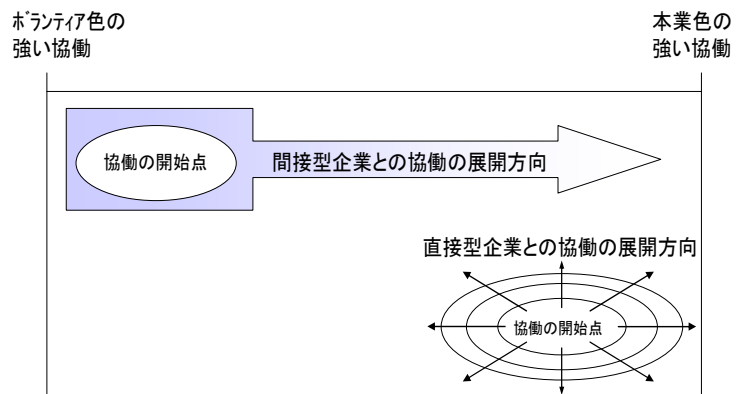 ﾎﾞﾗﾝﾃｨｱ色の
強い協働
本業色の
強い協働
協働の開始点
間接型企業との協働の展開方向
直接型企業との協働の展開方向
協働の開始点